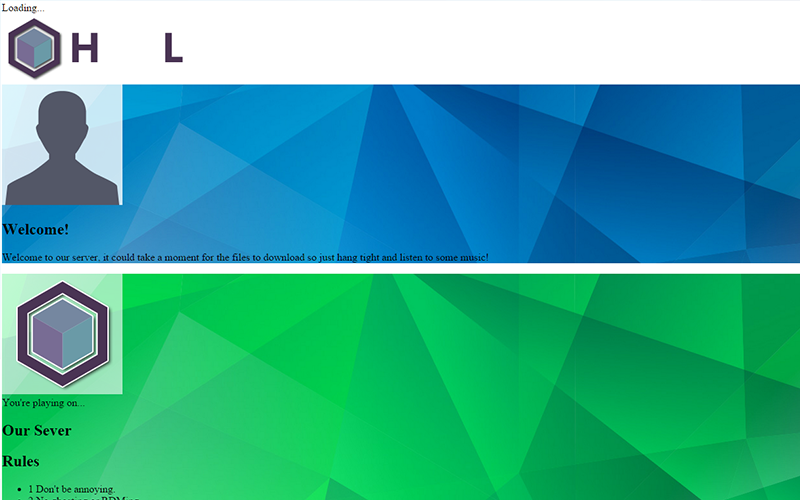 Loading...
H L
Welcome!
Welcome to our server, it could take a moment for the files to download so just hang tight and listen to some music!
You're playing on...
Our Sever
Rules
1 Don't be annoying.